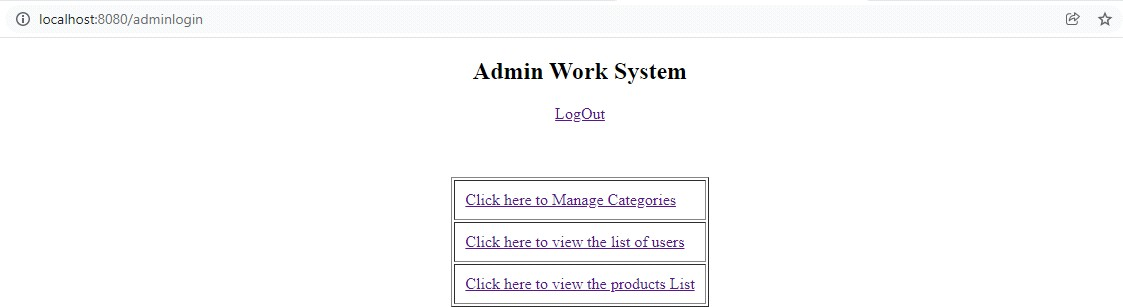 localhost:8080/adminlogin
Admin Work System
LogOut
Click here to Manage Categories
Click here to view the list of users
Click here to view the products List